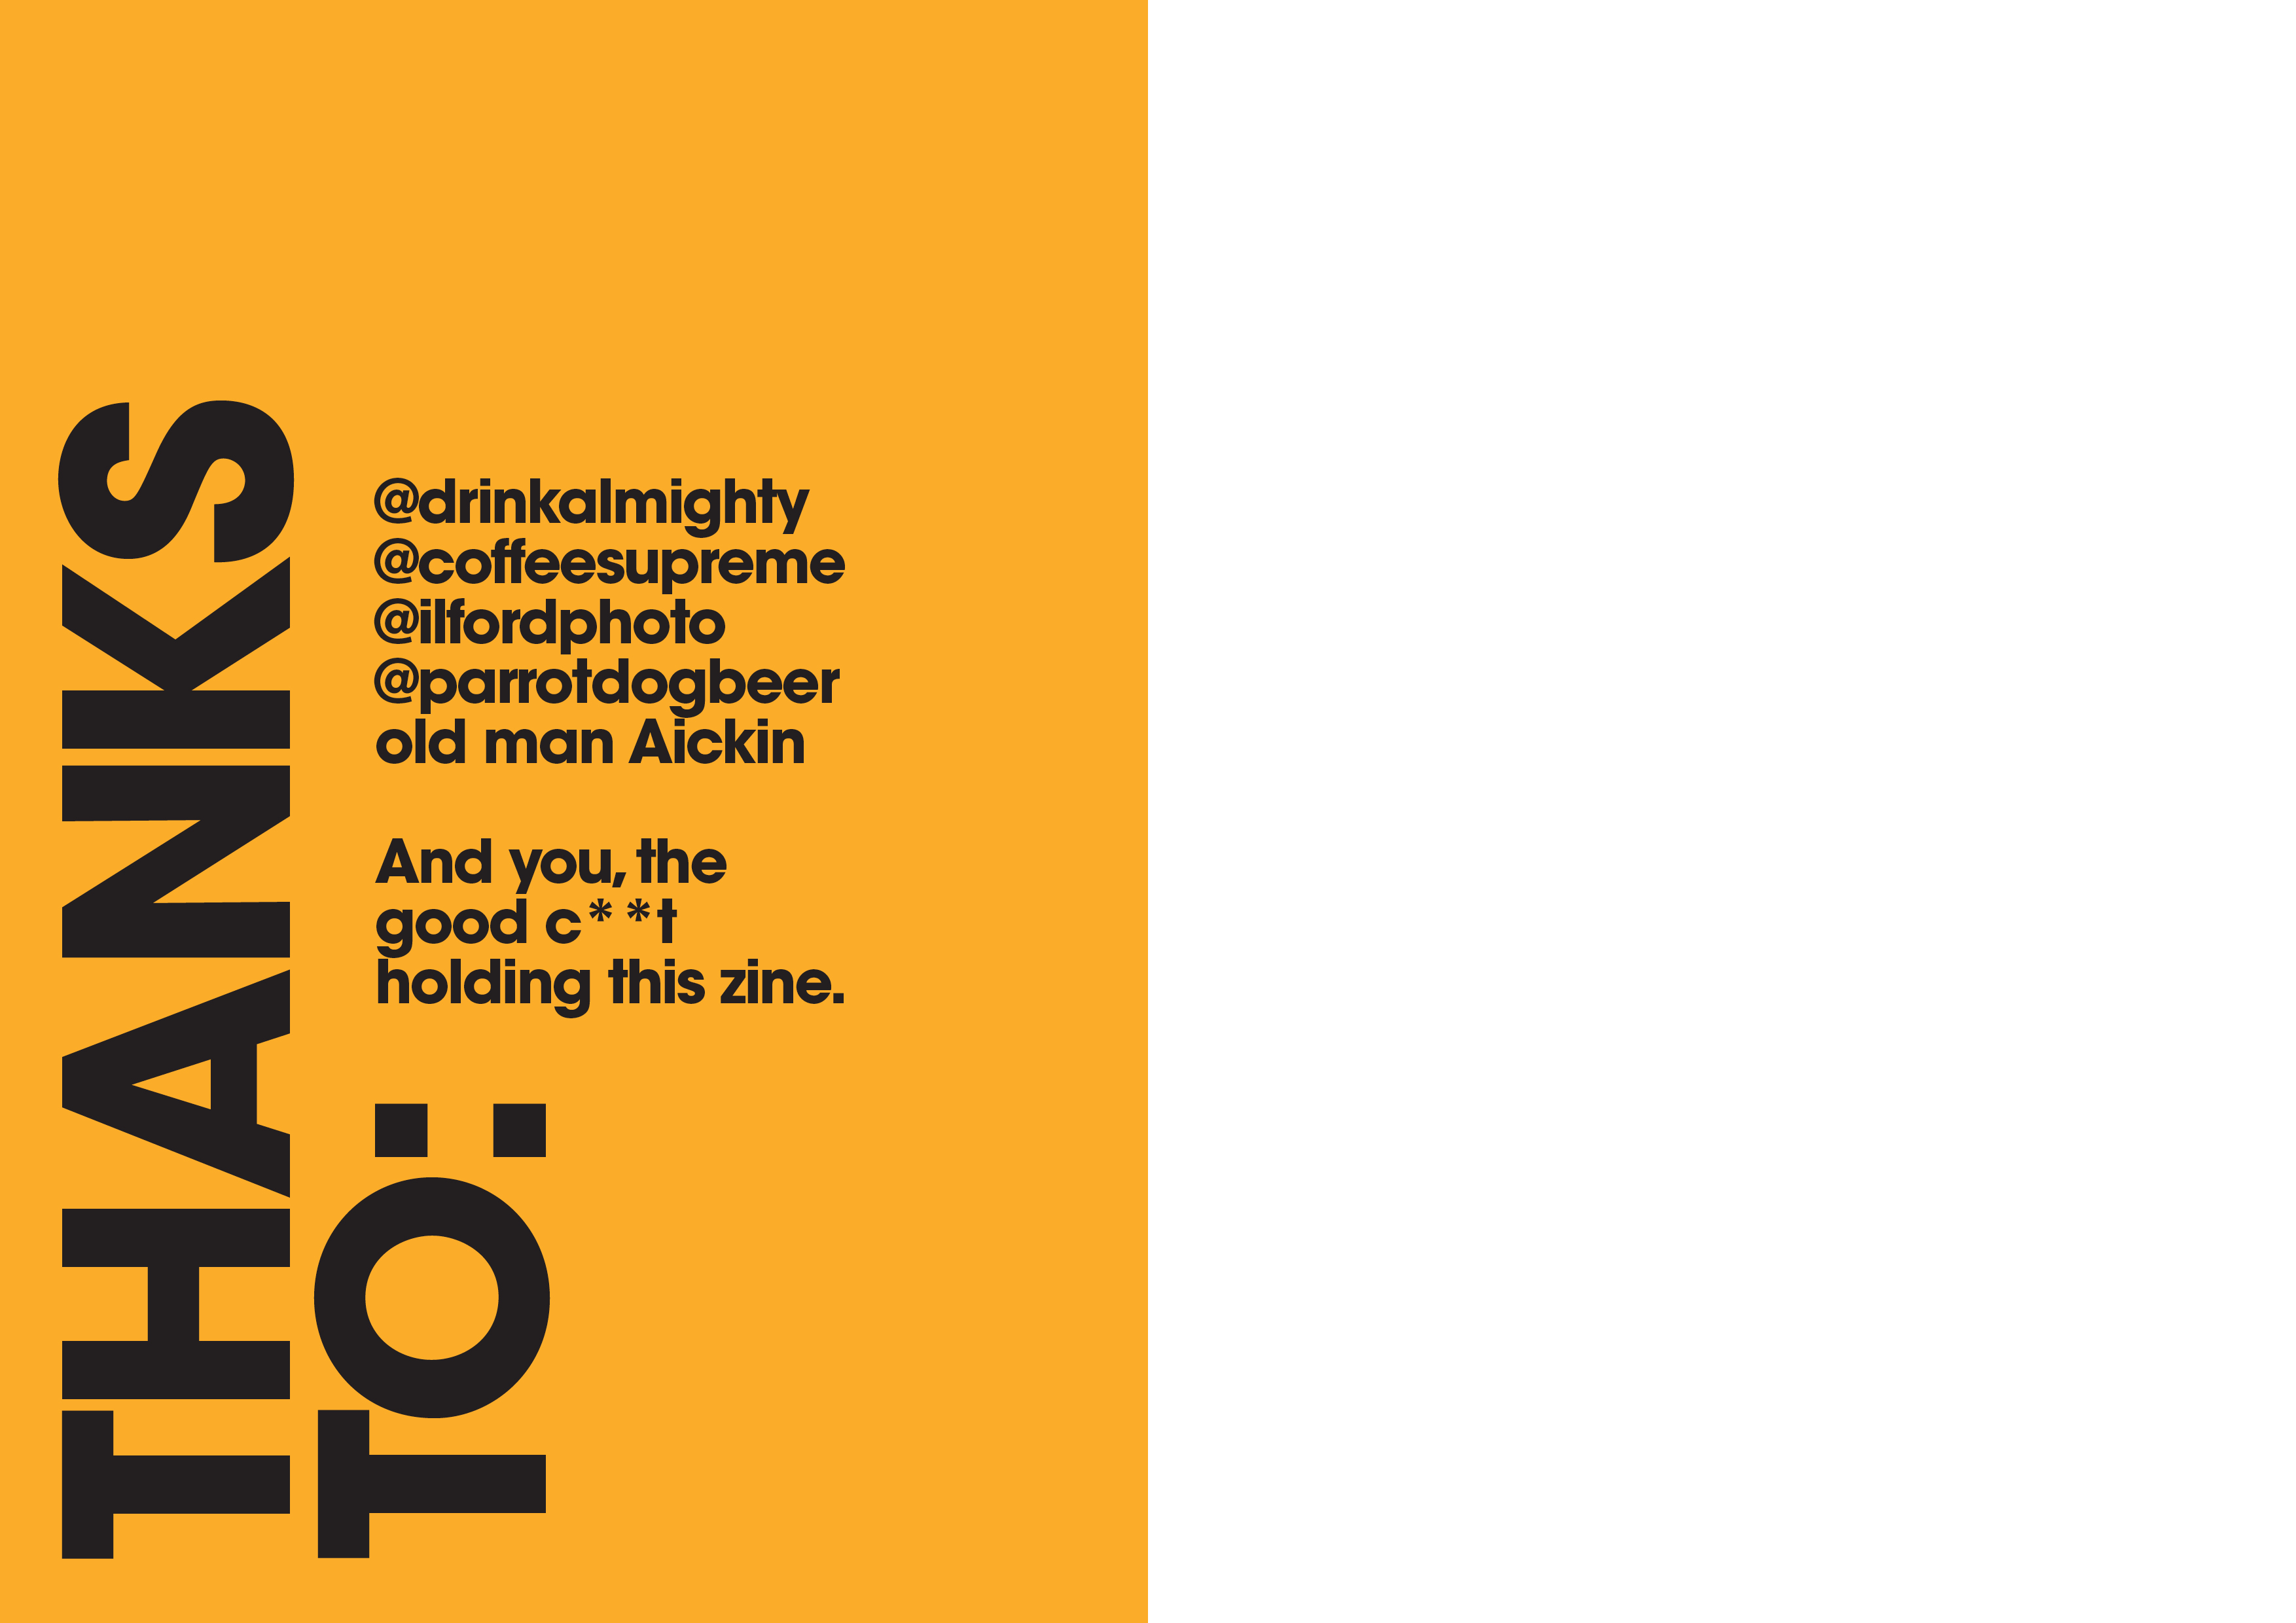 THANKS
TO:
@drinkalmighty
@coffeesupreme
@ilfordphoto
@parrotdogbeer
old man Aickin
And you, the
good c**t
holding this zine.